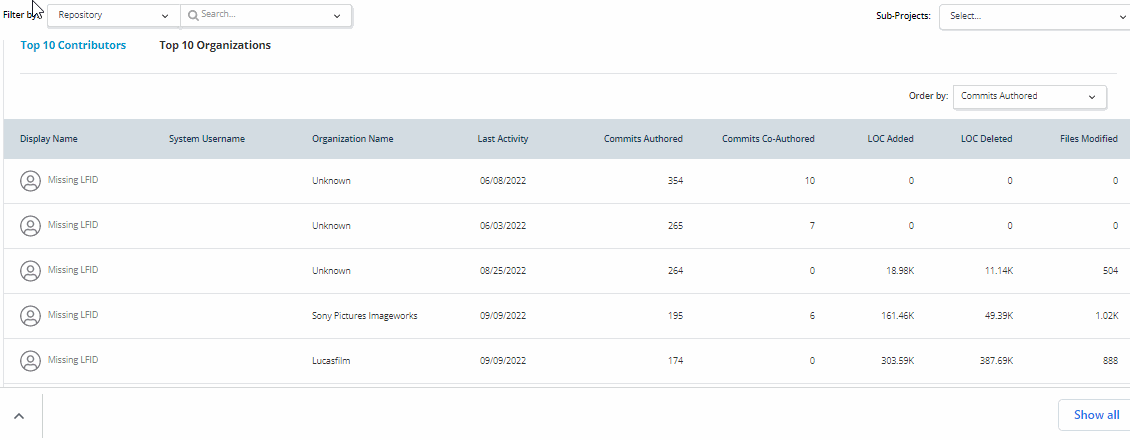 Filter by: Repository Search... Sub-Projects: Select...
Top 10 Contributors Top 10 Organizations
Order by: Commits Authored
Display Name System Username Organization Name Last Activity Commits Authored Commits Co-Authored LOC Added LOC Deleted Files Modified
Missing LFID Unknown 06/08/2022 354 10 0 0 0
Missing LFID Unknown 06/03/2022 265 7 0 0 0
Missing LFID Unknown 08/25/2022 264 0 18.98K 11.14K 504
Missing LFID Sony Pictures Imageworks 09/09/2022 195 6 161.46K 49.39K 1.02K
Missing LFID Lucasfilm 09/09/2022 174 0 303.59K 387.69K 888
Show all